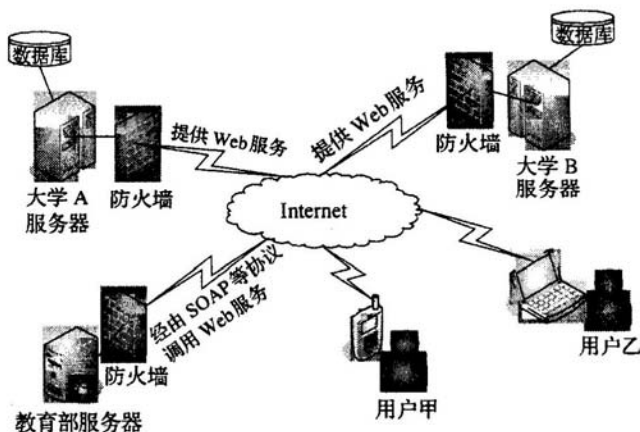 数据库
数据库
提供 Web 服务
提供 Web 服务
大学 A
服务器
防火墙
防火墙
大学 B
服务器
Internet
经由 SOAP 等协议
调用 Web 服务
防火墙
教育部服务器
用户甲
用户乙